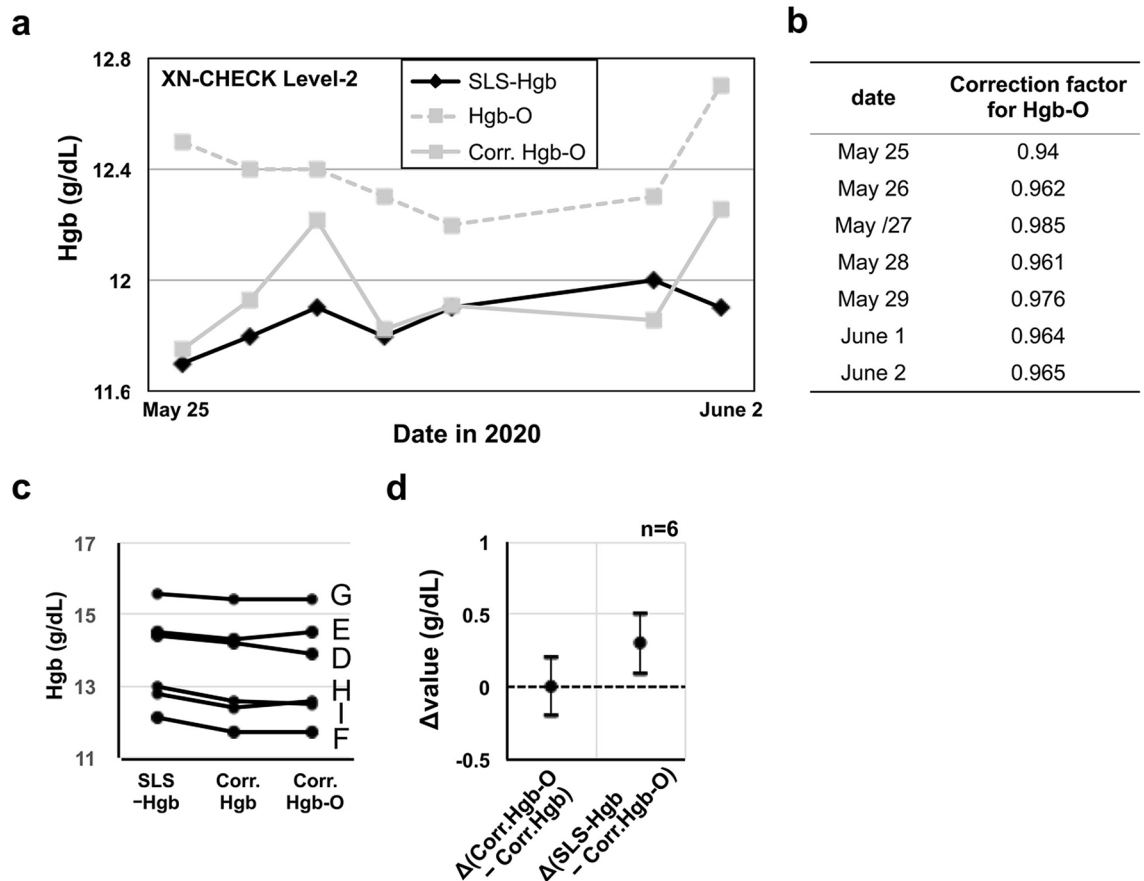 a
12.8
12.4
12
11.6
Hgb (g/dL)
XN-CHECK Level-2
SLS-Hgb
Hgb-O
Corr. Hgb-O
May 25
June 2
Date in 2020
b
date
Correction factor
for Hgb-O
May 25 0.94
May 26 0.962
May /27 0.985
May 28 0.961
May 29 0.976
June 1 0.964
June 2 0.965
c
17
15
13
11
Hgb (g/dL)
G
E
D
H
I
F
SLS
-Hgb
Corr.
Hgb
Corr.
Hgb-O
d
n=6
1
0.5
0
-0.5
Δvalue (g/dL)
Δ(Corr.Hgb-O
– Corr.Hgb)
Δ(SLS-Hgb
– Corr.Hgb-O)